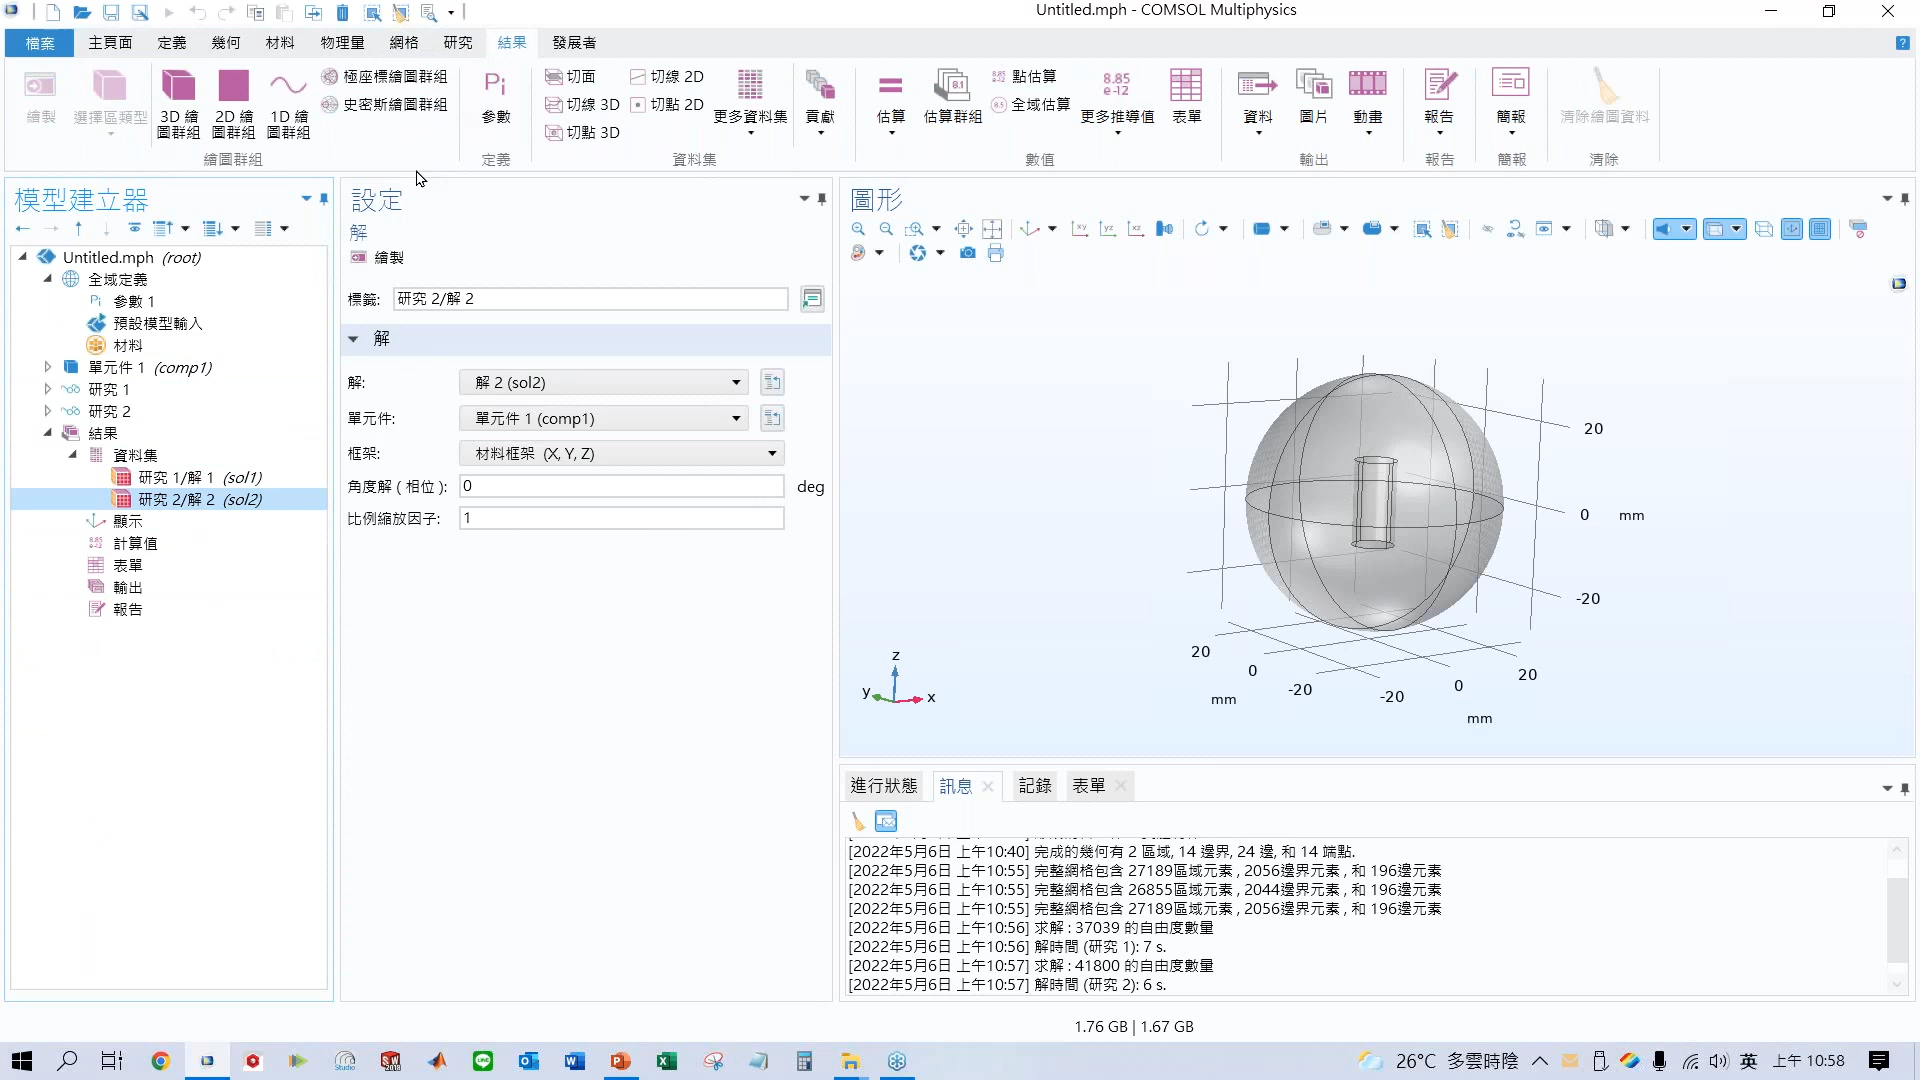 Untitled.mph - COMSOL Multiphysics
檔案 主頁面 定義 幾何 材料 物理量 網格 研究 結果 發展者
繪製
選擇區類型
3D 繪圖群組
2D 繪圖群組
1D 繪圖群組
極座標繪圖群組
史密斯繪圖群組
繪圖群組
Pi
參數
定義
切面
切線 3D
切點 3D
切線 2D
切點 2D
更多資料集
資料集
貢獻
估算
估算群組
點估算
全域估算
更多推導值
表單
數值
資料
圖片
動畫
輸出
報告
報告
簡報
簡報
清除繪圖資料
清除
模型建立器
Untitled.mph (root)
全域定義
Pi 參數 1
預設模型輸入
材料
單元件 1 (comp1)
研究 1
研究 2
結果
資料集
研究 1/解 1 (sol1)
研究 2/解 2 (sol2)
顯示
計算值
表單
輸出
報告
設定
解
繪製
標籤: 研究 2/解 2
解
解: 解 2 (sol2)
單元件: 單元件 1 (comp1)
框架: 材料框架 (X, Y, Z)
角度解 ( 相位 ): 0 deg
比例縮放因子: 1
圖形
20
0 mm
-20
20
0
-20
mm
-20
0
20
mm
z
y
x
進行狀態 訊息 記錄 表單
[2022年5月6日 上午10:40] 完成的幾何有 2 區域, 14 邊界, 24 邊, 和 14 端點.
[2022年5月6日 上午10:55] 完整網格包含 27189區域元素 , 2056邊界元素 , 和 196邊元素
[2022年5月6日 上午10:55] 完整網格包含 26855區域元素 , 2044邊界元素 , 和 196邊元素
[2022年5月6日 上午10:55] 完整網格包含 27189區域元素 , 2056邊界元素 , 和 196邊元素
[2022年5月6日 上午10:56] 求解 : 37039 的自由度數量
[2022年5月6日 上午10:56] 解時間 (研究 1): 7 s.
[2022年5月6日 上午10:57] 求解 : 41800 的自由度數量
[2022年5月6日 上午10:57] 解時間 (研究 2): 6 s.
1.76 GB | 1.67 GB
26°C 多雲時陰 英 上午 10:58